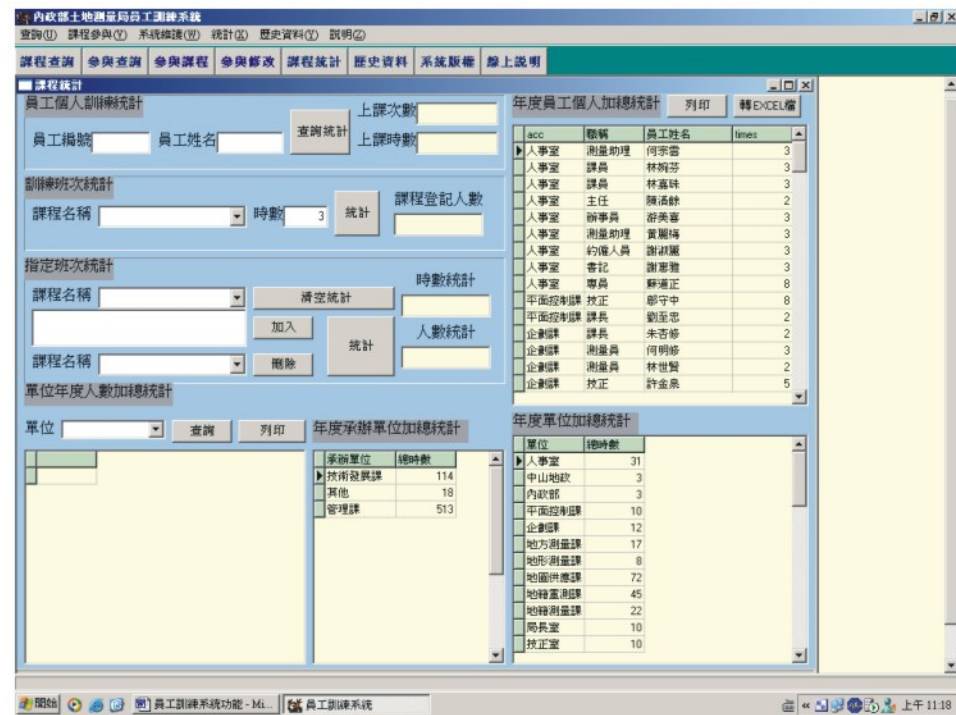 內政部土地測量局員工訓練系統
查詢(U) 課程參與(Y) 系統維護(W) 統計(X) 歷史資料(Y) 說明(Z)
課程查詢 參與查詢 參與課程 參與修改 課程統計 歷史資料 系統版權 線上說明
課程統計
員工個人訓練統計
員工編號
員工姓名
查詢統計
上課次數
上課時數
訓練班次統計
課程名稱
時數 3
統計
課程登記人數
指定班次統計
課程名稱
清空統計
時數統計
加入
統計
人數統計
課程名稱
刪除
單位年度人數加總統計
單位
查詢
列印
年度承辦單位加總統計
承辦單位 總時數
技術發展課 114
其他 18
管理課 513
年度員工個人加總統計
列印
轉EXCEL檔
acc 職稱 員工姓名 times
人事室 測量助理 何宗雲 3
人事室 課員 林婉芬 3
人事室 課員 林嘉昧 3
人事室 主任 2
人事室 辦事員 游美喜 3
人事室 測量助理 黃麗梅 3
人事室 約僱人員 謝淑麗 3
人事室 書記 謝惠雅 3
人事室 專員 蘇道正 8
平面控制課 技正 鄔守中 8
平面控制課 課長 劉至忠 2
企劃課 課長 朱杏修 2
企劃課 測量員 何明修 3
企劃課 測量員 林世賢 2
企劃課 技正 許金泉 5
年度單位加總統計
單位 總時數
人事室 31
中山地政 3
內政部 3
平面控制課 10
企劃課 12
地方測量課 17
地形測量課 8
地圖供應課 72
地籍重測課 45
地籍測量課 22
局長室 10
技正室 10
開始 員工訓練系統功能 - Mi... 員工訓練系統 上午 11:18